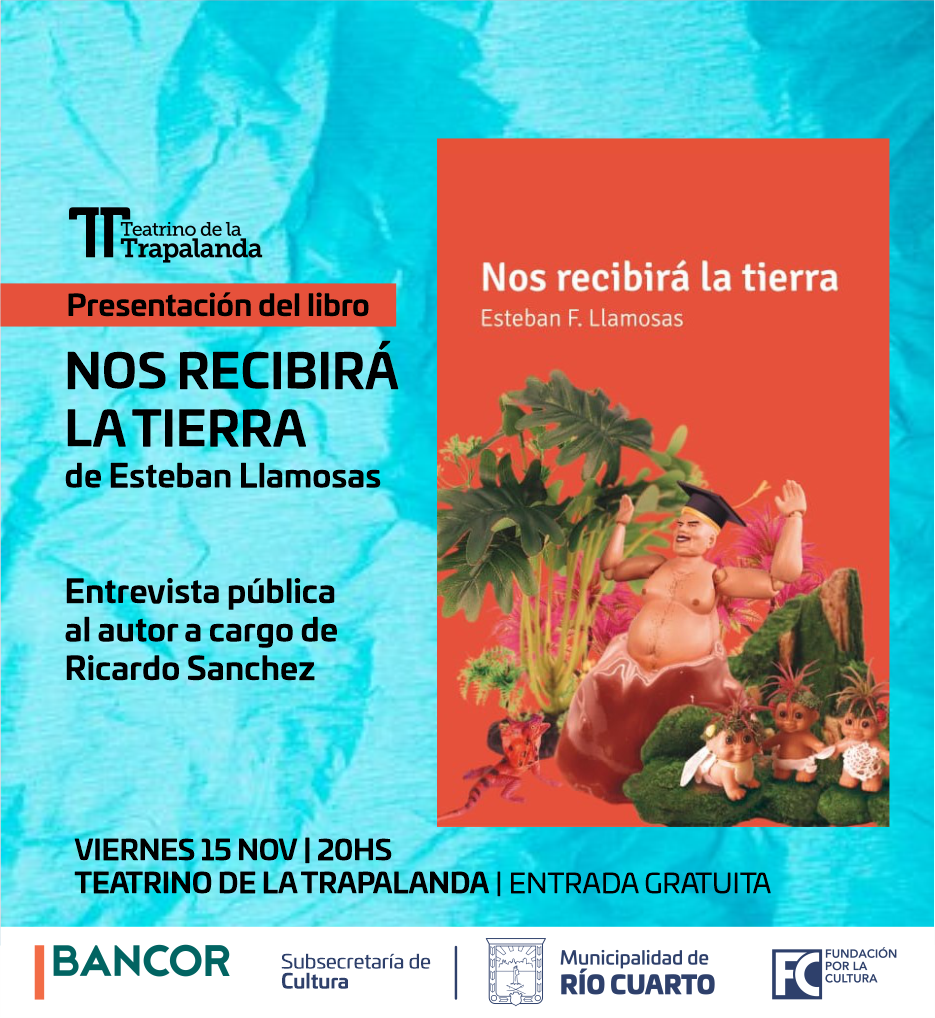 Teatrino de la
Trapalanda
Presentación del libro
NOS RECIBIRÁ
LA TIERRA
de Esteban Llamosas
Entrevista pública
al autor a cargo de
Ricardo Sanchez
Nos recibirá la tierra
Esteban F. Llamosas
VIERNES 15 NOV | 20HS
TEATRINO DE LA TRAPALANDA | ENTRADA GRATUITA
BANCOR
Subsecretaría de
Cultura
Municipalidad de
RÍO CUARTO
FC
FUNDACIÓN
POR LA
CULTURA